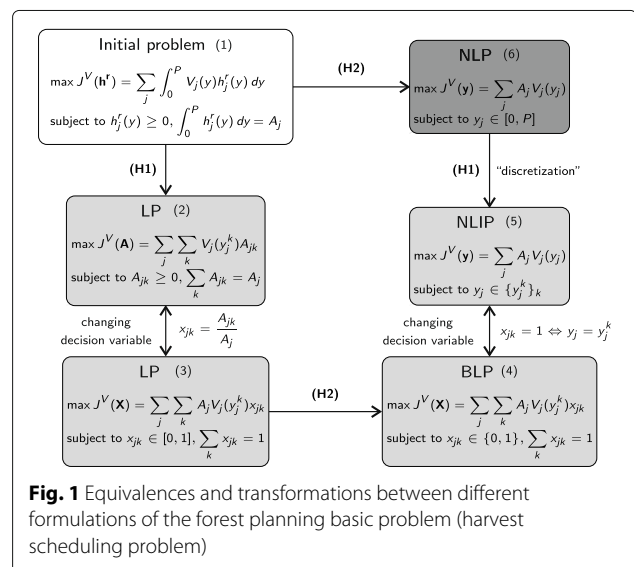 Initial problem (1)
max J^V(h^r) = ∑_j ∫_0^P V_j(y)h_j^r(y) dy
subject to h_j^r(y) ≥ 0, ∫_0^P h_j^r(y) dy = A_j
(H2)
NLP (6)
max J^V(y) = ∑_j A_j V_j(y_j)
subject to y_j ∈ [0, P]
(H1)
(H1) "discretization"
LP (2)
max J^V(A) = ∑_j ∑_k V_j(y_j^k)A_jk
subject to A_jk ≥ 0, ∑_k A_jk = A_j
NLIP (5)
max J^V(y) = ∑_j A_j V_j(y_j)
subject to y_j ∈ {y_j^k}_k
changing
decision variable
x_jk = A_jk / A_j
changing
decision variable
x_jk = 1 ⇔ y_j = y_j^k
LP (3)
max J^V(X) = ∑_j ∑_k A_j V_j(y_j^k)x_jk
subject to x_jk ∈ [0, 1], ∑_k x_jk = 1
(H2)
BLP (4)
max J^V(X) = ∑_j ∑_k A_j V_j(y_j^k)x_jk
subject to x_jk ∈ {0, 1}, ∑_k x_jk = 1
Fig. 1 Equivalences and transformations between different
formulations of the forest planning basic problem (harvest
scheduling problem)